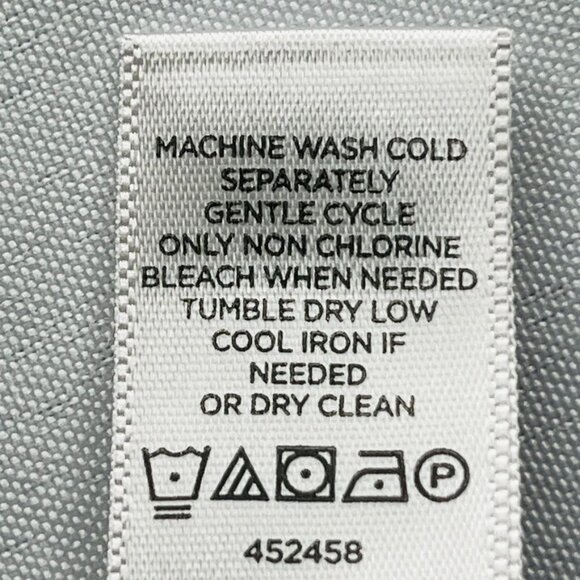 MACHINE WASH COLD
SEPARATELY
GENTLE CYCLE
ONLY NON CHLORINE
BLEACH WHEN NEEDED
TUMBLE DRY LOW
COOL IRON IF
NEEDED
OR DRY CLEAN
P
452458